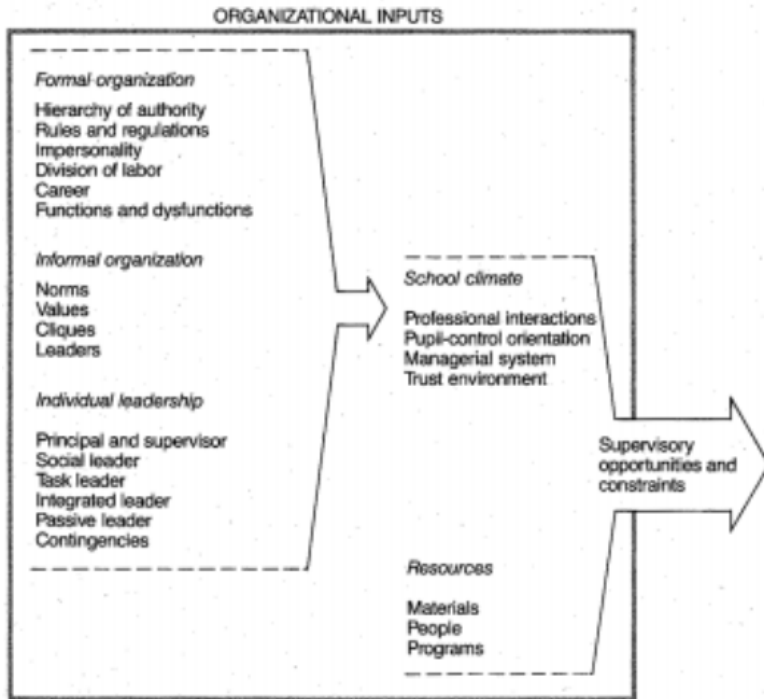 ORGANIZATIONAL INPUTS
Formal organization
Hierarchy of authority
Rules and regulations
Impersonality
Division of labor
Career
Functions and dysfunctions
Informal organization
Norms
Values
Cliques
Leaders
Individual leadership
Principal and supervisor
Social leader
Task leader
Integrated leader
Passive leader
Contingencies
School climate
Professional interactions
Pupil-control orientation
Managerial system
Trust environment
Resources
Materials
People
Programs
Supervisory
opportunities and
constraints